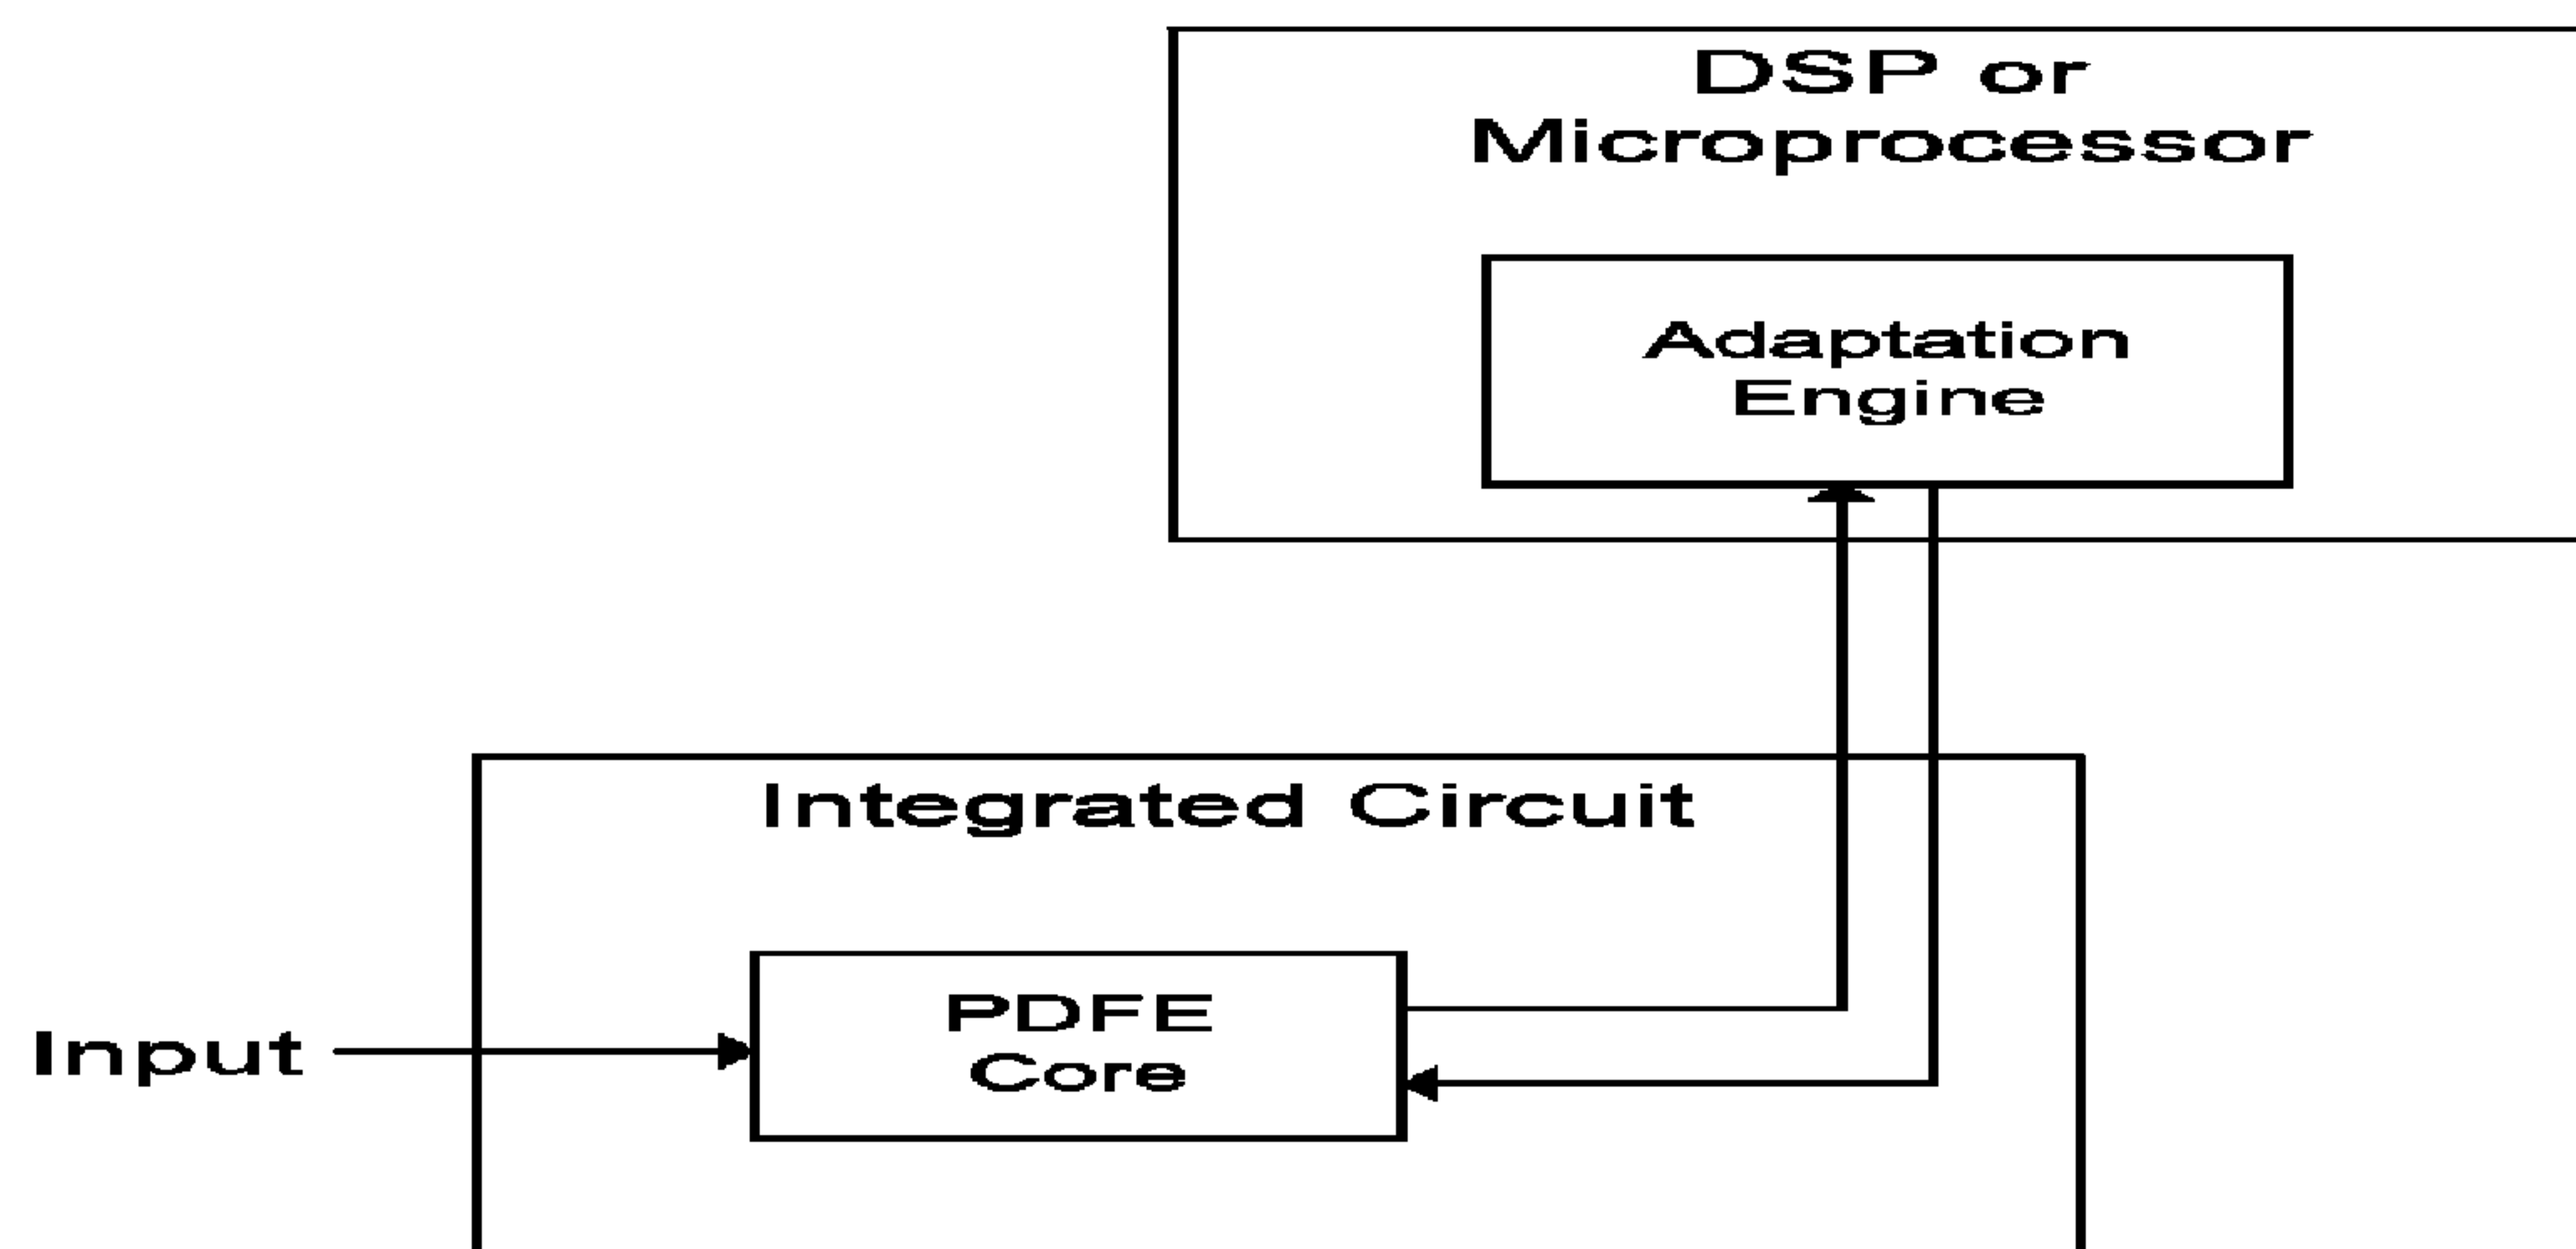 DSP or
Microprocessor
Adaptation
Engine
Integrated Circuit
PDFE
Core
Input